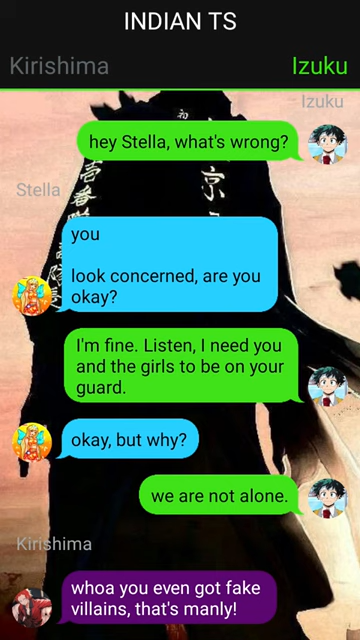 INDIAN TS
Kirishima
Izuku
Izuku
hey Stella, what's wrong?
Stella
you
look concerned, are you
okay?
I'm fine. Listen, I need you
and the girls to be on your
guard.
okay, but why?
we are not alone.
Kirishima
whoa you even got fake
villains, that's manly!